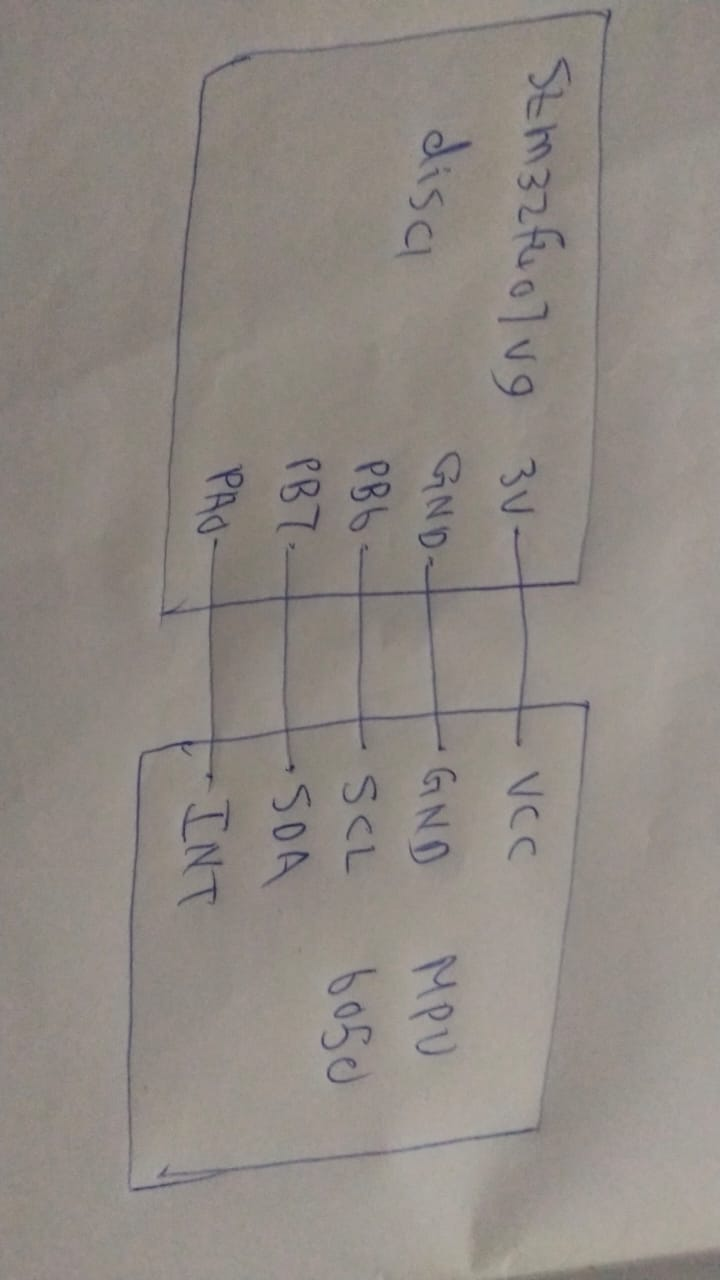 Stm32f407vg
disc1
3V
GND
PB6
PB7
PA0
VCC
GND
SCL
SDA
INT
MPU
6050